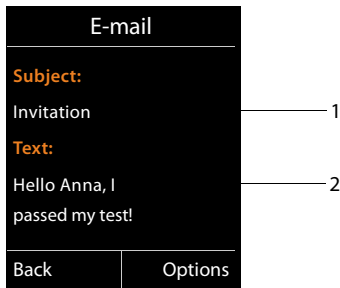 E-mail
Subject:
Invitation
1
Text:
Hello Anna, I
2
passed my test!
Back Options